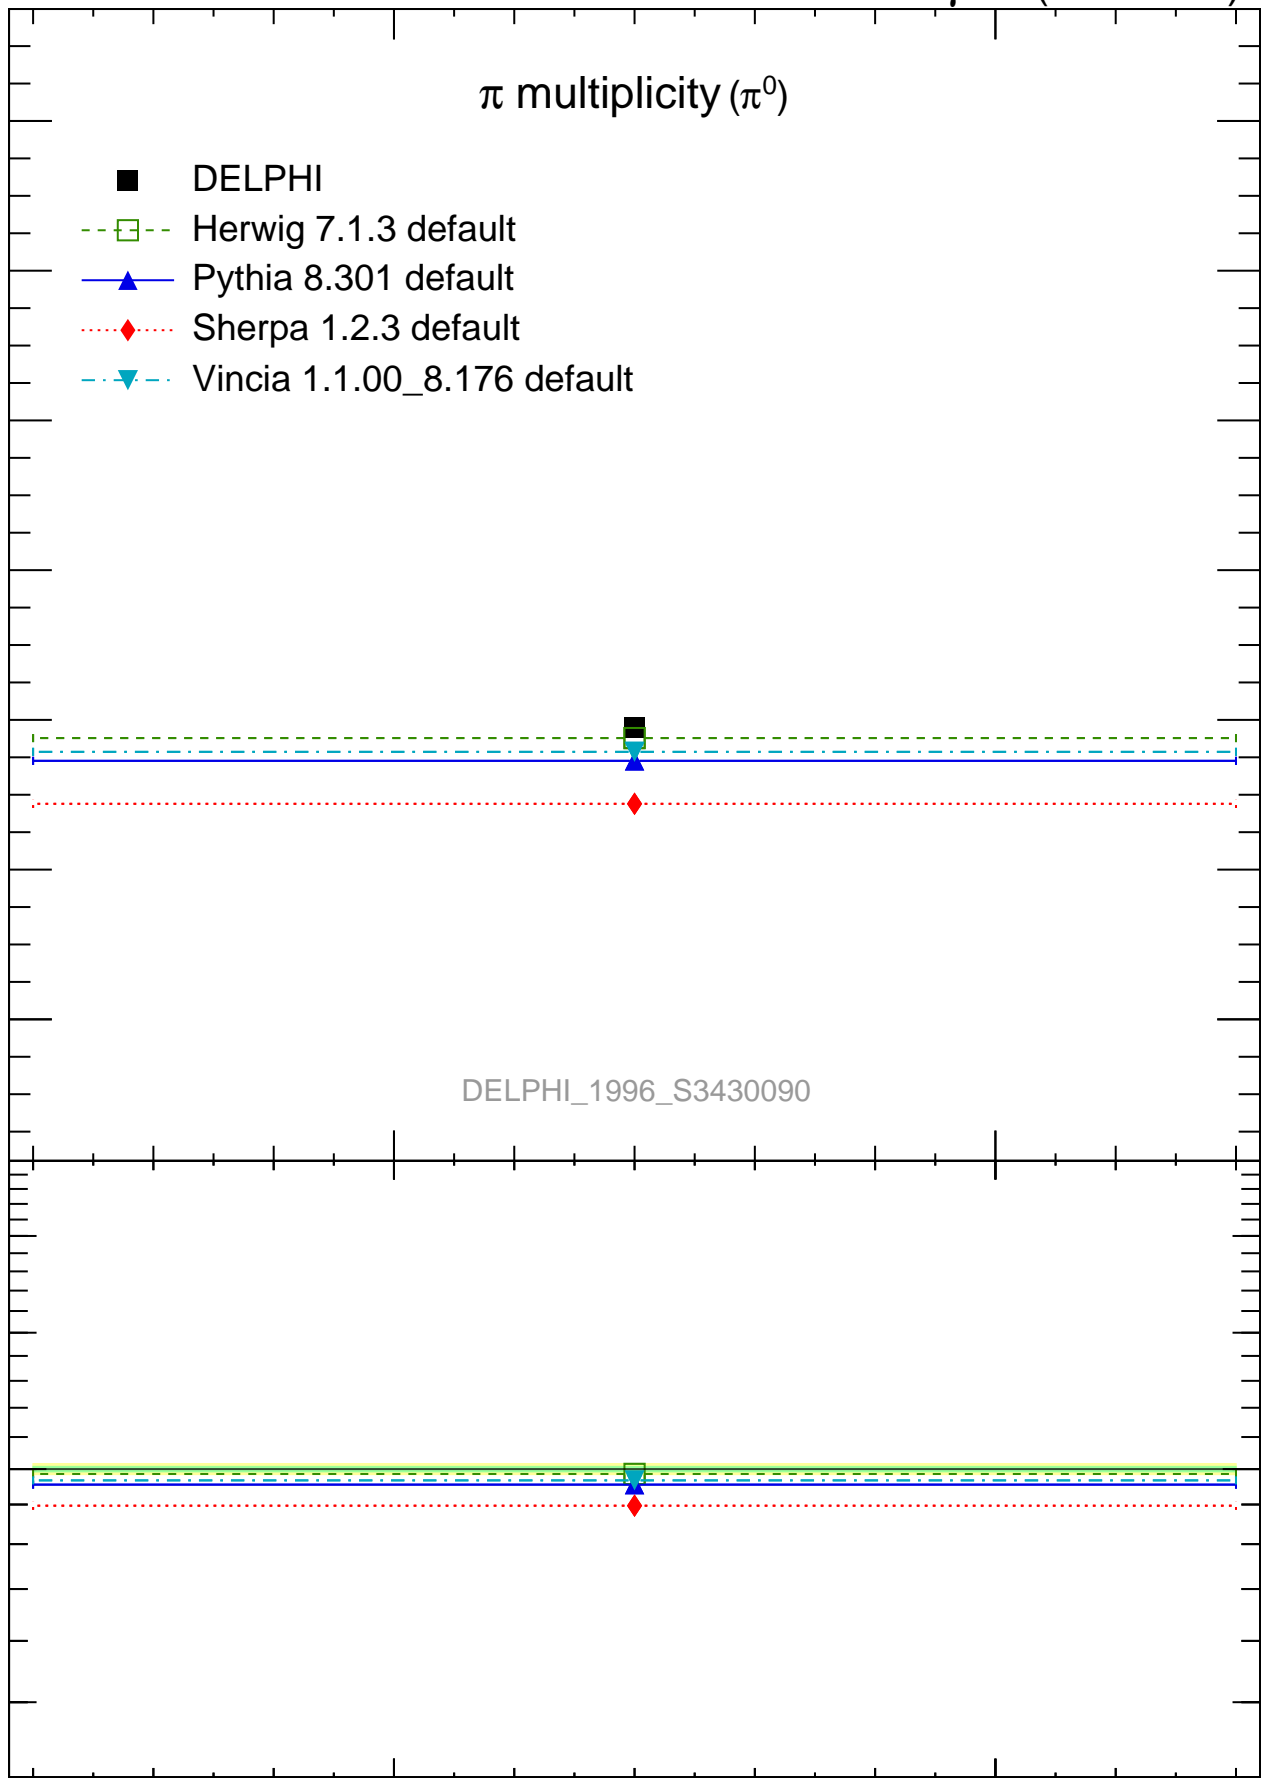 π multiplicity (π⁰)
DELPHI
Herwig 7.1.3 default
Pythia 8.301 default
Sherpa 1.2.3 default
Vincia 1.1.00_8.176 default
DELPHI_1996_S3430090